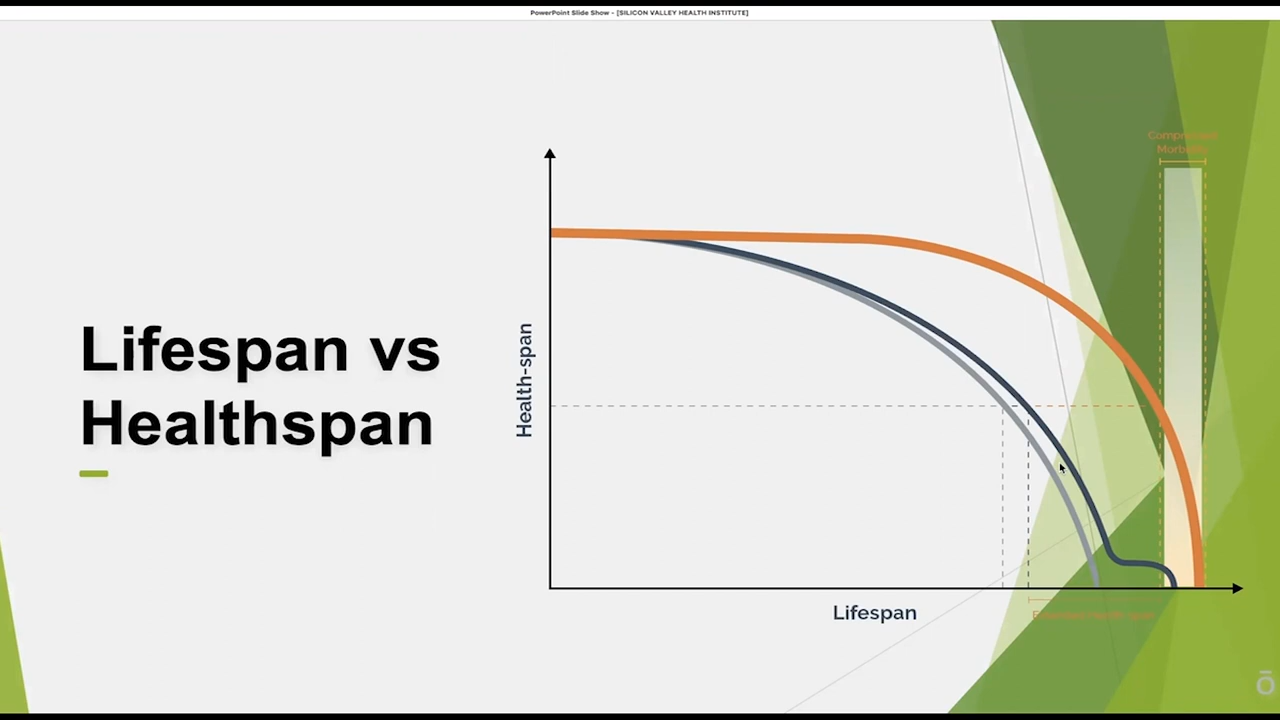 PowerPoint Slide Show - [SILICON VALLEY HEALTH INSTITUTE]
Lifespan vs
Healthspan
Health-span
Lifespan
ō